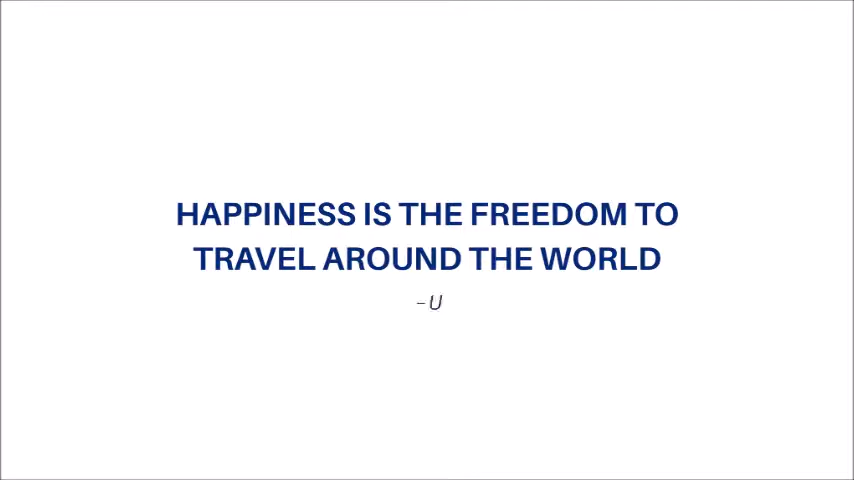 HAPPINESS IS THE FREEDOM TO
TRAVEL AROUND THE WORLD
– U